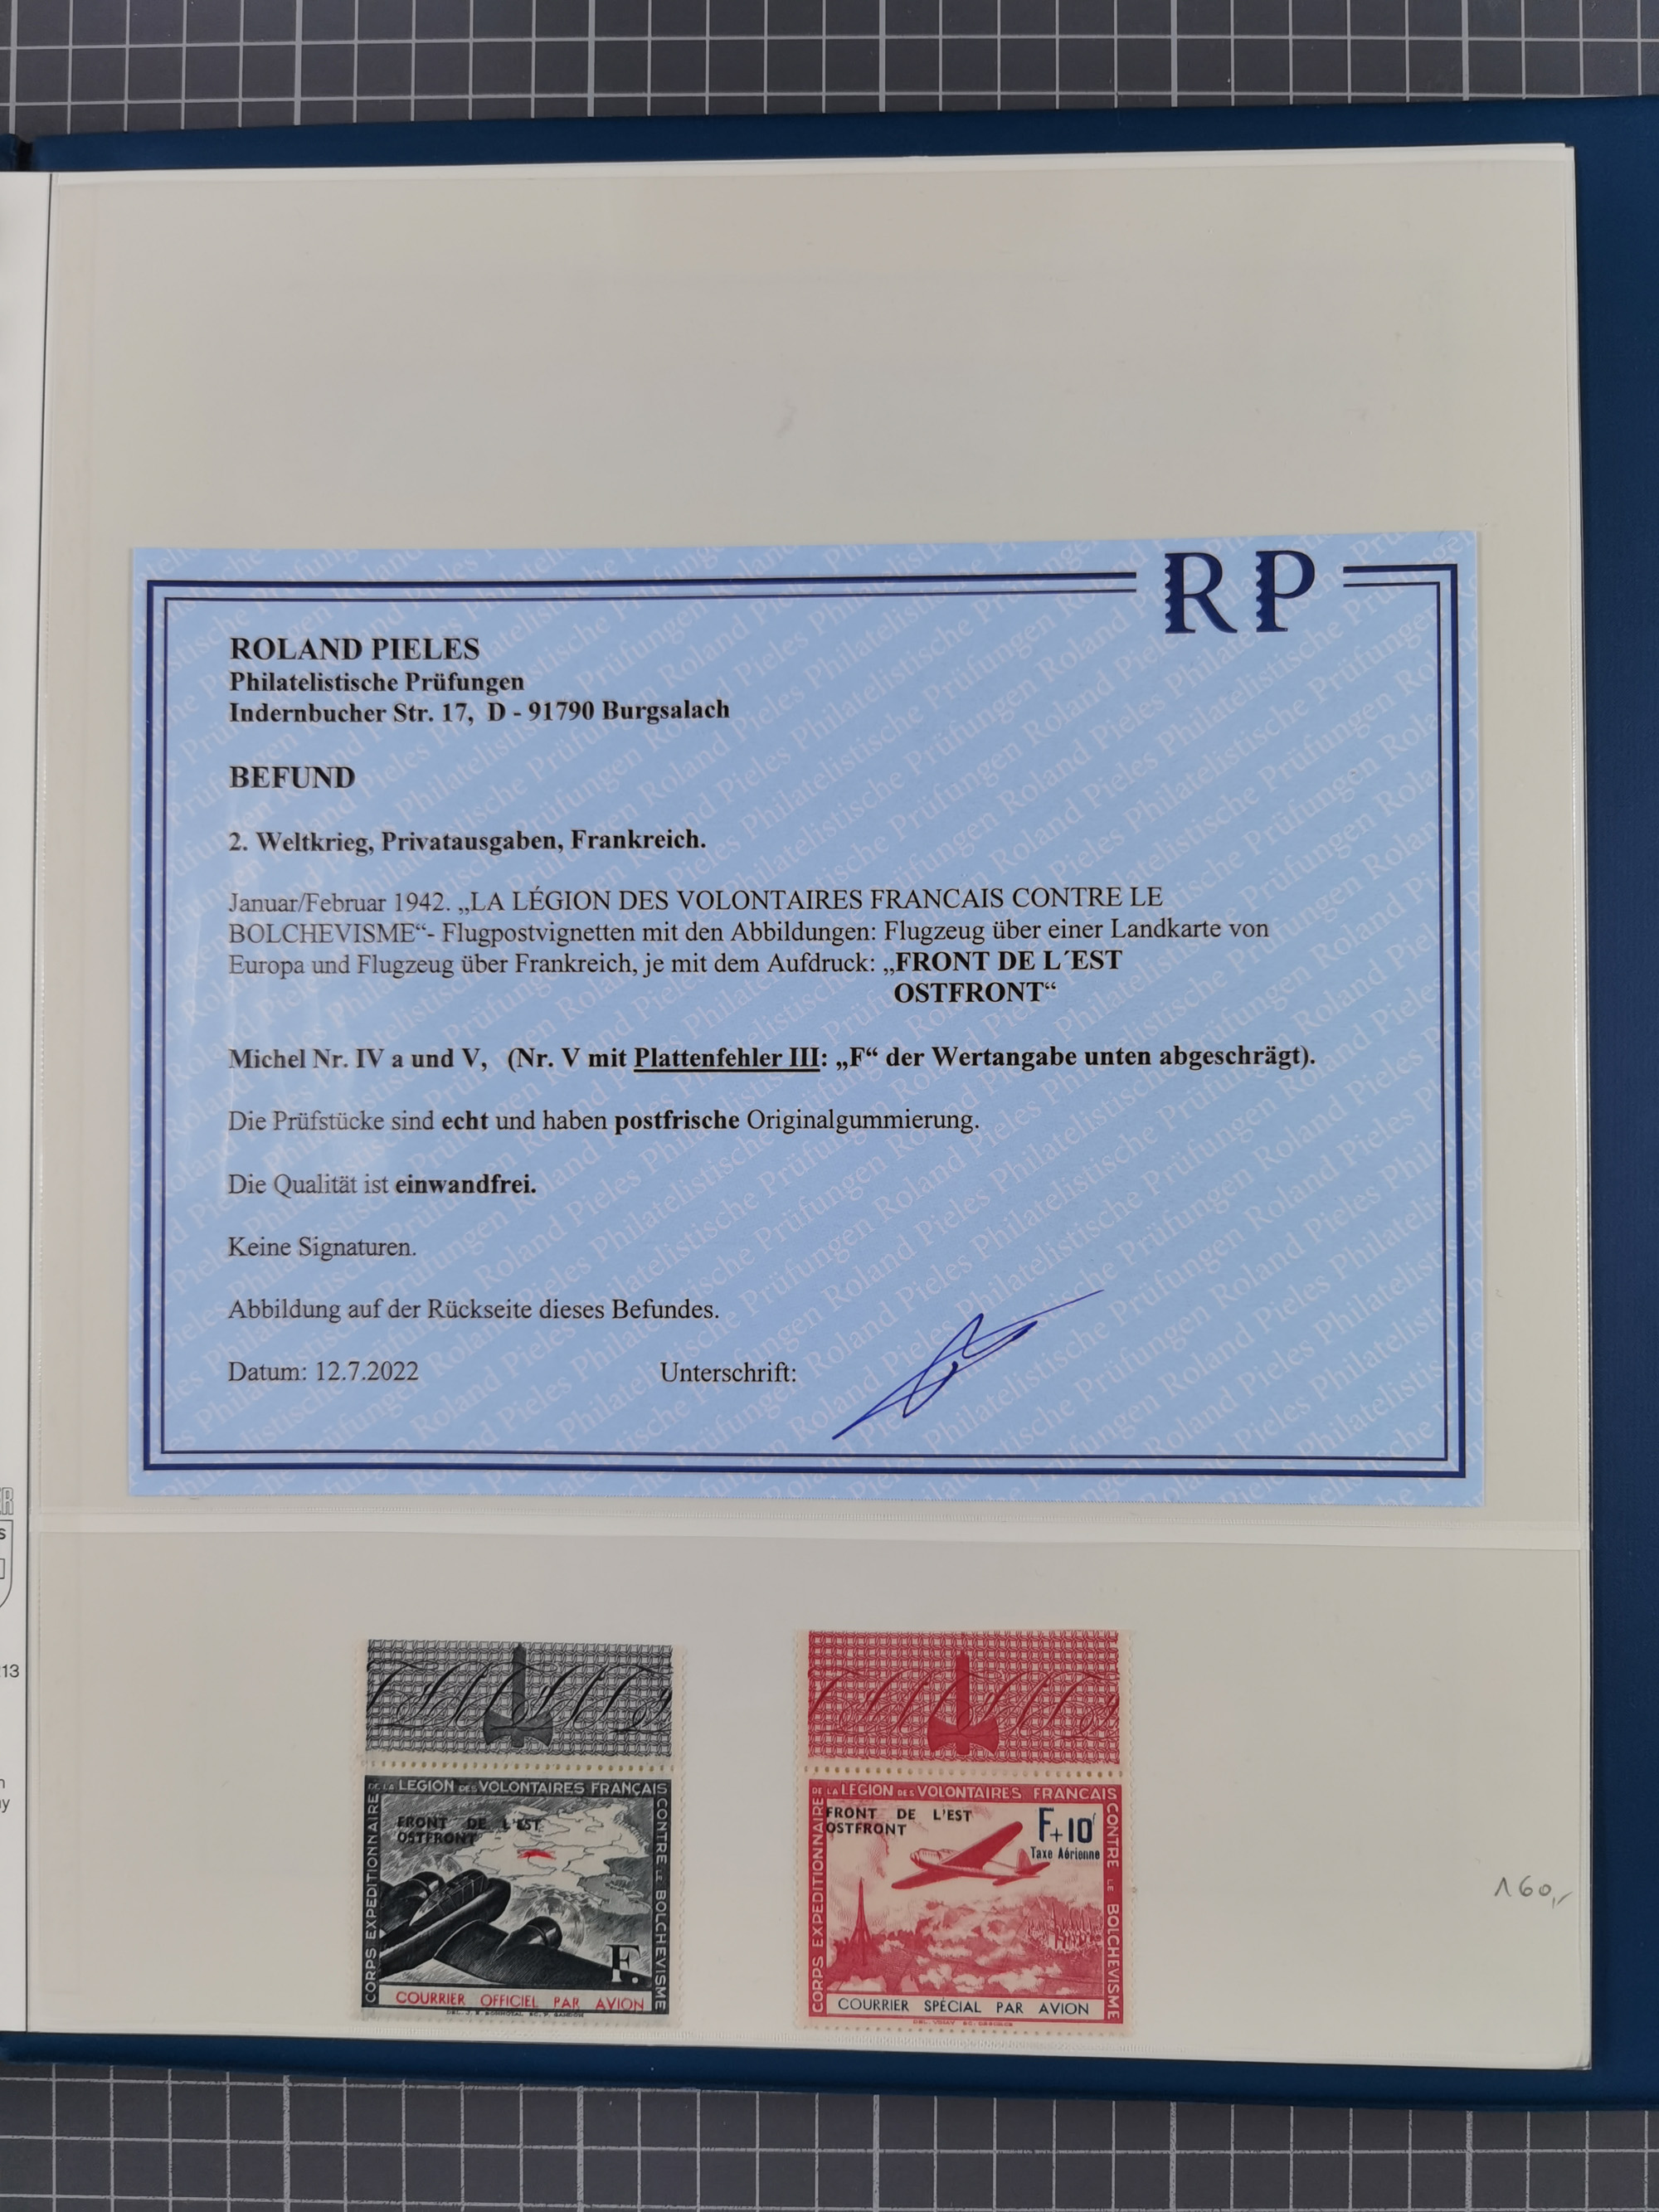 RP
ROLAND PIELES
Philatelistische Prüfungen
Indernbucher Str. 17, D - 91790 Burgsalach
BEFUND
2. Weltkrieg, Privatausgaben, Frankreich.
Januar/Februar 1942. „LA LÉGION DES VOLONTAIRES FRANCAIS CONTRE LE
BOLCHEVISME“- Flugpostvignetten mit den Abbildungen: Flugzeug über einer Landkarte von
Europa und Flugzeug über Frankreich, je mit dem Aufdruck: „FRONT DE L´EST
OSTFRONT“
Michel Nr. IV a und V, (Nr. V mit Plattenfehler III: „F“ der Wertangabe unten abgeschrägt).
Die Prüfstücke sind echt und haben postfrische Originalgummierung.
Die Qualität ist einwandfrei.
Keine Signaturen.
Abbildung auf der Rückseite dieses Befundes.
Datum: 12.7.2022 Unterschrift:
13
CORPS EXPEDITIONNAIRE
DE LA LEGION DES VOLONTAIRES FRANÇAIS
CONTRE LE BOLCHEVISME
FRONT DE L'EST
OSTFRONT
F.
COURRIER OFFICIEL PAR AVION
CORPS EXPEDITIONNAIRE
DE LA LEGION DES VOLONTAIRES FRANCAIS
CONTRE LE BOLCHEVISME
FRONT DE L'EST
OSTFRONT
F+10
Taxe Aérienne
COURRIER SPÉCIAL PAR AVION
160,-